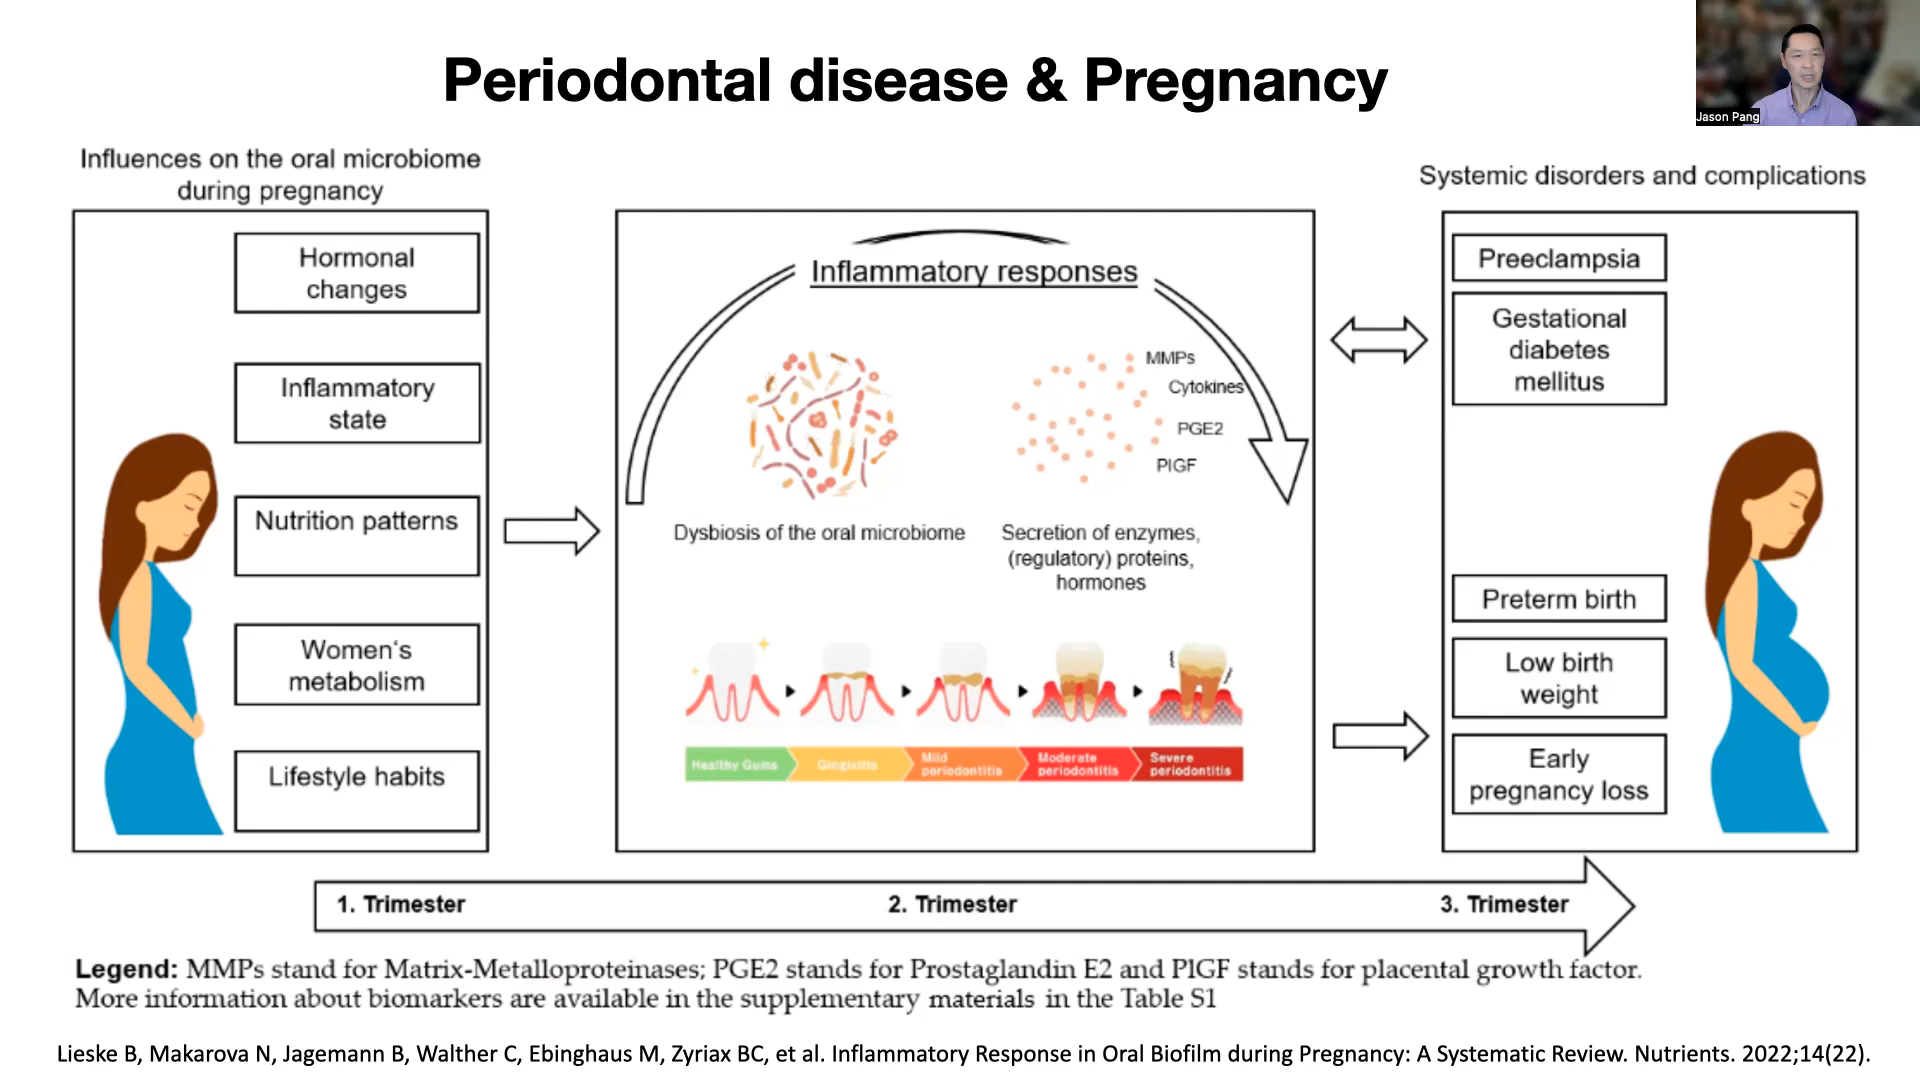 Periodontal disease & Pregnancy
Jason Pang
Influences on the oral microbiome
during pregnancy
Hormonal
changes
Inflammatory
state
Nutrition patterns
Women's
metabolism
Lifestyle habits
Inflammatory responses
MMPs
Cytokines
PGE2
PlGF
Dysbiosis of the oral microbiome
Secretion of enzymes,
(regulatory) proteins,
hormones
Healthy Gums
Gingivitis
Mild
periodontitis
Moderate
periodontitis
Severe
periodontitis
Systemic disorders and complications
Preeclampsia
Gestational
diabetes
mellitus
Preterm birth
Low birth
weight
Early
pregnancy loss
1. Trimester
2. Trimester
3. Trimester
Legend: MMPs stand for Matrix-Metalloproteinases; PGE2 stands for Prostaglandin E2 and PlGF stands for placental growth factor.
More information about biomarkers are available in the supplementary materials in the Table S1
Lieske B, Makarova N, Jagemann B, Walther C, Ebinghaus M, Zyriax BC, et al. Inflammatory Response in Oral Biofilm during Pregnancy: A Systematic Review. Nutrients. 2022;14(22).